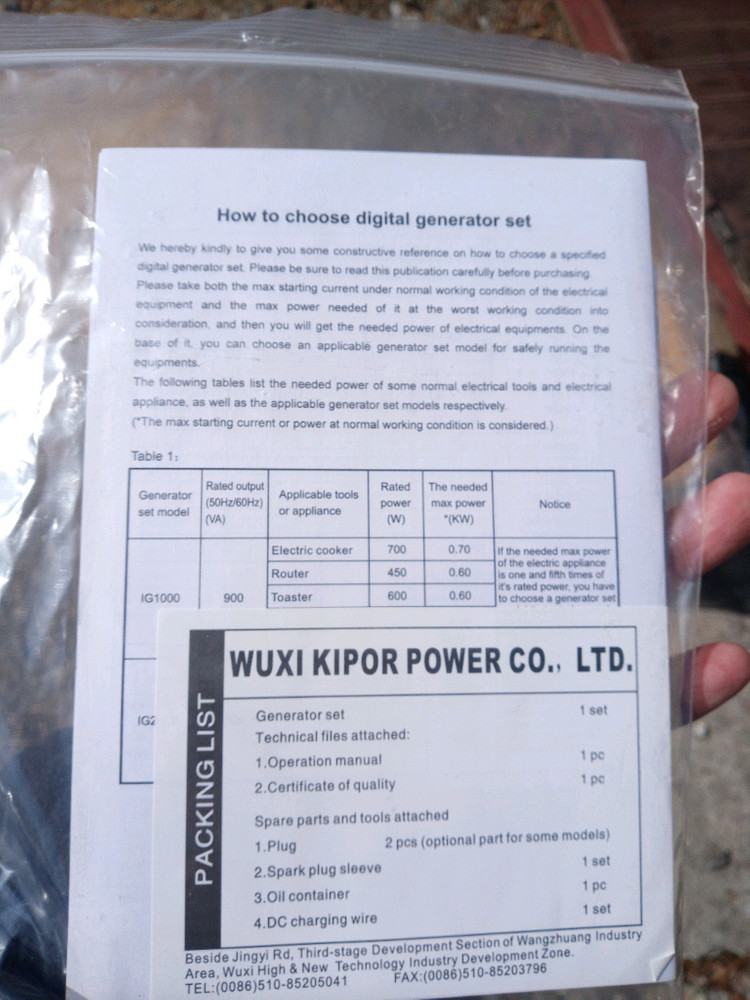 How to choose digital generator set
We hereby kindly to give you some constructive reference on how to choose a specified
digital generator set. Please be sure to read this publication carefully before purchasing.
Please take both the max starting current under normal working condition of the electrical
equipment and the max power needed of it at the worst working condition into
consideration, and then you will get the needed power of electrical equipments. On the
base of it, you can choose an applicable generator set model for safely running the
equipments.
The following tables list the needed power of some normal electrical tools and electrical
appliance, as well as the applicable generator set models respectively.
(*The max starting current or power at normal working condition is considered.)
Table 1:
Generator set model | Rated output (50Hz/60Hz) (VA) | Applicable tools or appliance | Rated power (W) | The needed max power *(KW) | Notice
IG1000 | 900 | Electric cooker | 700 | 0.70 | If the needed max power
of the electric appliance
Router | 450 | 0.60 | is one and fifth times of
it's rated power, you have
Toaster | 600 | 0.60 | to choose a generator set
IG2
PACKING LIST
WUXI KIPOR POWER CO., LTD.
Generator set 1 set
Technical files attached:
1.Operation manual 1 pc
2.Certificate of quality 1 pc
Spare parts and tools attached
1.Plug 2 pcs (optional part for some models)
2.Spark plug sleeve 1 set
3.Oil container 1 pc
4.DC charging wire 1 set
Beside Jingyi Rd, Third-stage Development Section of Wangzhuang Industry
Area, Wuxi High & New Technology Industry Development Zone.
TEL:(0086)510-85205041 FAX:(0086)510-85203796